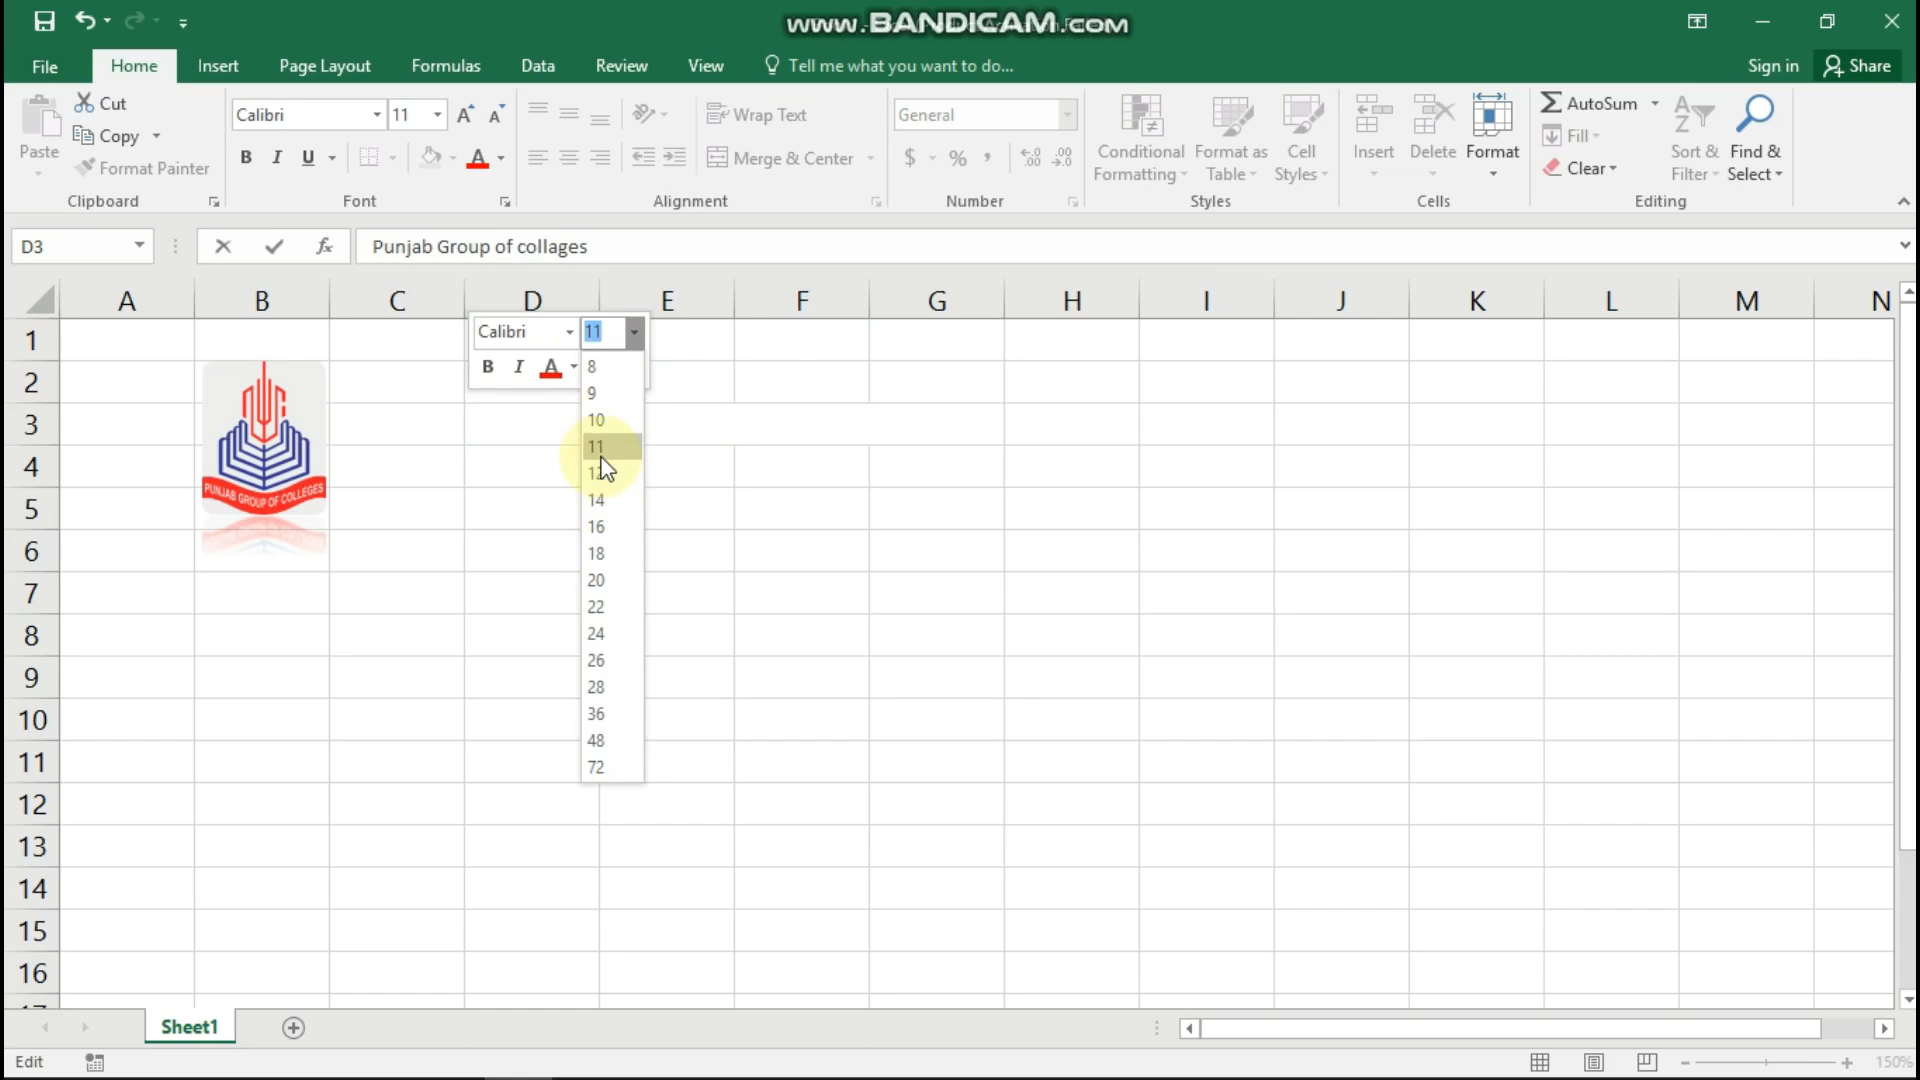 www.BANDICAM.com
File Home Insert Page Layout Formulas Data Review View Tell me what you want to do... Sign in Share
Paste
Cut
Copy
Format Painter
Clipboard
Calibri 11 A A
B I U A
Font
Wrap Text
Merge & Center
Alignment
General
$ % ,
Number
Conditional Formatting
Format as Table
Cell Styles
Styles
Insert Delete Format
Cells
AutoSum
Fill
Clear
Sort & Filter
Find & Select
Editing
D3 fx Punjab Group of collages
A B C D E F G H I J K L M N
Calibri 11
B I A
8
9
10
11
12
14
16
18
20
22
24
26
28
36
48
72
PUNJAB GROUP OF COLLEGES
1
2
3
4
5
6
7
8
9
10
11
12
13
14
15
16
Sheet1
Edit 150%